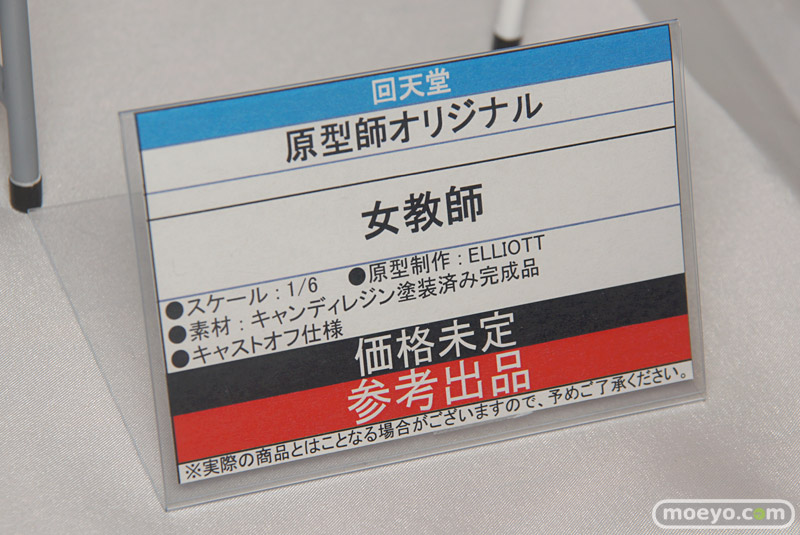 回天堂
原型師オリジナル
女教師
●スケール：1/6　●原型制作：ELLIOTT
●素材：キャンディレジン塗装済み完成品
●キャストオフ仕様
価格未定
参考出品
※実際の商品とはことなる場合がございますので、予めご了承ください。
moeyo.com